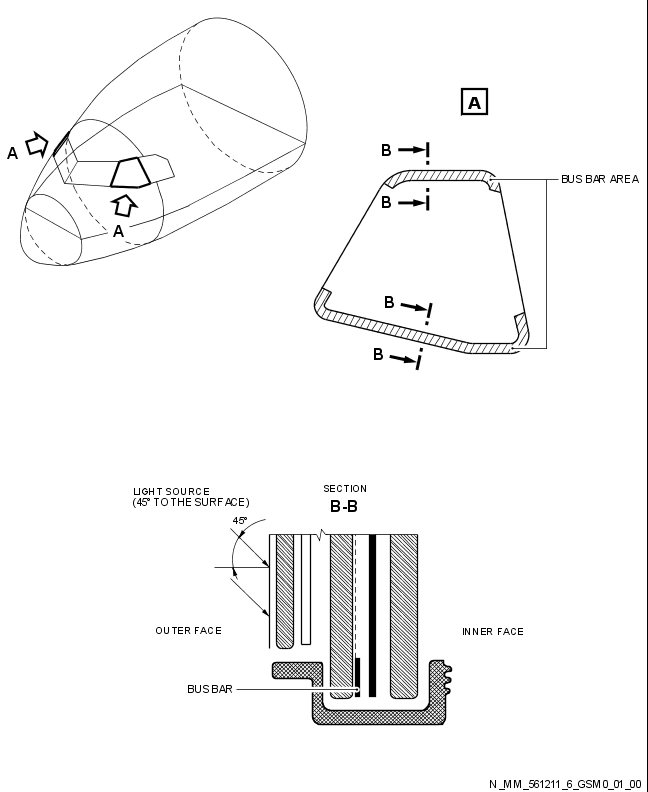 A
A
A
B
BUS BAR AREA
B
B
B
LIGHT SOURCE
(45° TO THE SURFACE)
SECTION
B-B
45°
OUTER FACE
INNER FACE
BUS BAR
N_MM_561211_6_GSM0_01_00